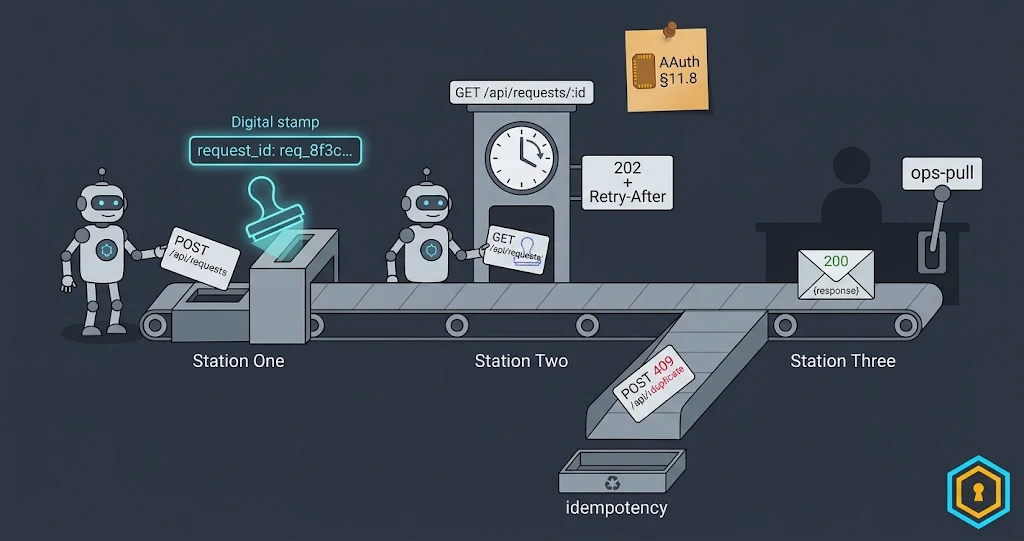 AAuth
§11.8
GET /api/requests/:id
Digital stamp
request_id: req_8f3c...
202
+
Retry-After
ops-pull
POST
/api/requests
GET
/api/requests
200
{response}
Station One
Station Two
Station Three
POST 409
/api/duplicate
idempotency